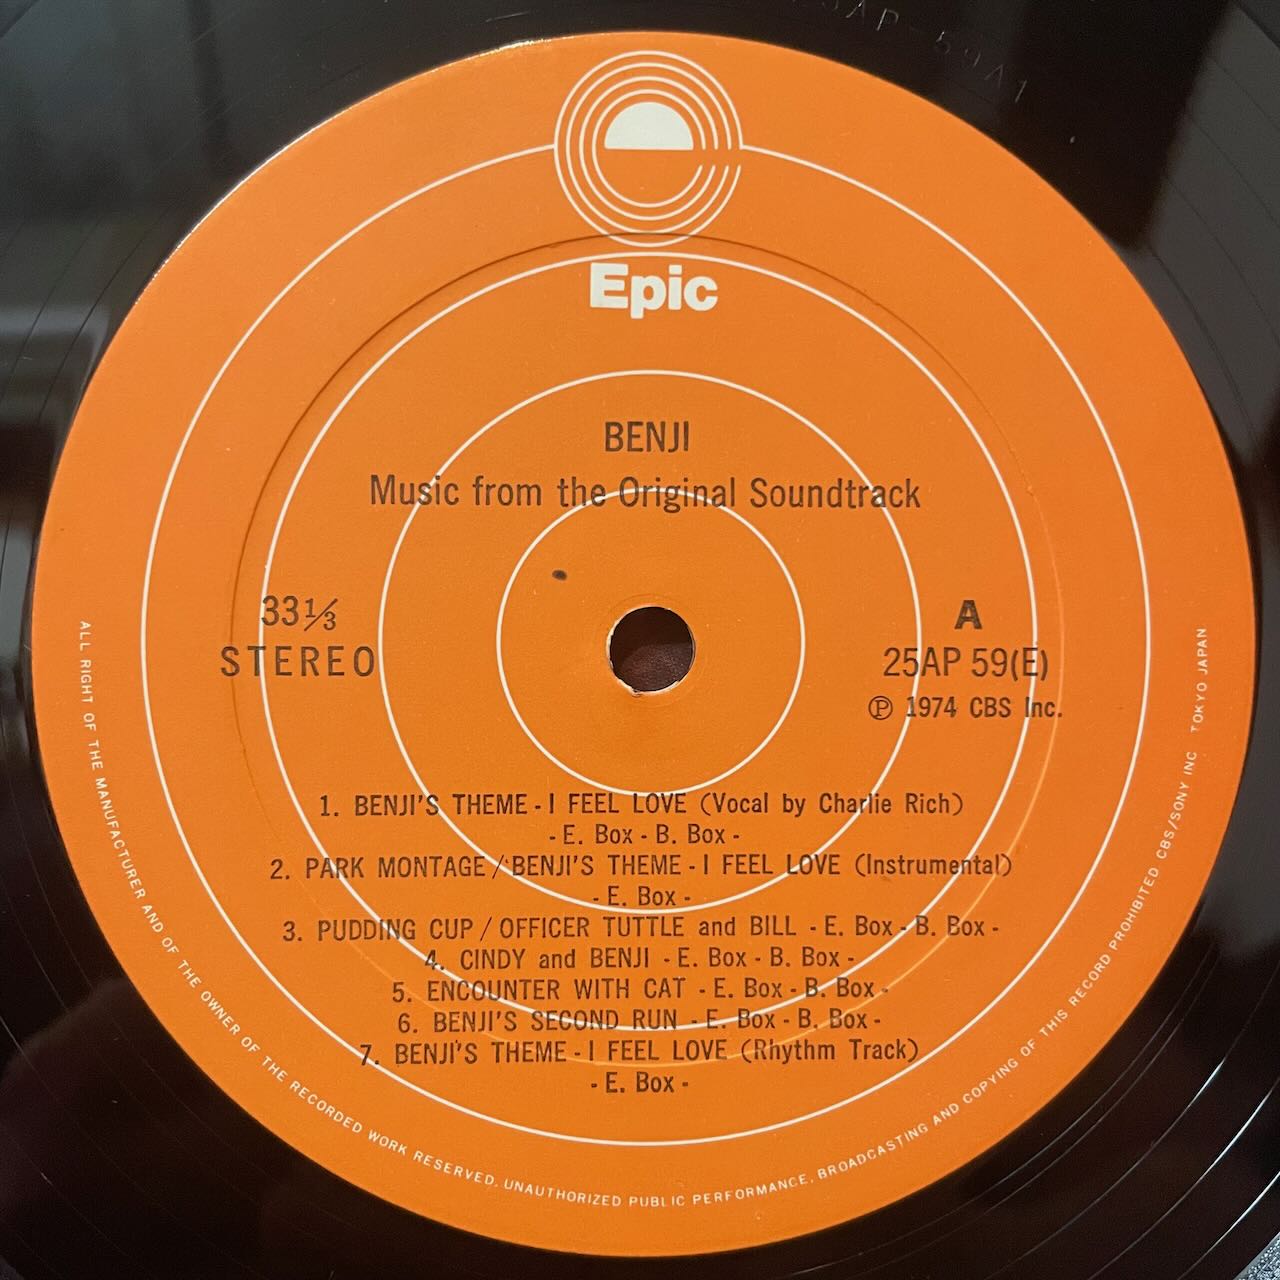 Epic
BENJI
Music from the Original Soundtrack
33⅓
STEREO
A
25AP 59(E)
℗ 1974 CBS Inc.
1. BENJI'S THEME - I FEEL LOVE (Vocal by Charlie Rich)
- E. Box - B. Box -
2. PARK MONTAGE / BENJI'S THEME - I FEEL LOVE (Instrumental)
- E. Box -
3. PUDDING CUP / OFFICER TUTTLE and BILL - E. Box - B. Box -
4. CINDY and BENJI - E. Box - B. Box -
5. ENCOUNTER WITH CAT - E. Box - B. Box -
6. BENJI'S SECOND RUN - E. Box - B. Box -
7. BENJI'S THEME - I FEEL LOVE (Rhythm Track)
- E. Box -
ALL RIGHT OF THE MANUFACTURER AND OF THE OWNER OF THE RECORDED WORK RESERVED. UNAUTHORIZED PUBLIC PERFORMANCE. BROADCASTING AND COPYING OF THIS RECORD PROHIBITED CBS/SONY INC TOKYO JAPAN